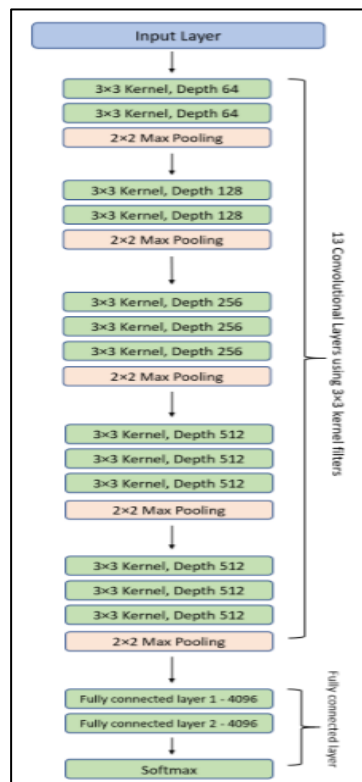 Input Layer
3×3 Kernel, Depth 64
3×3 Kernel, Depth 64
2×2 Max Pooling
3×3 Kernel, Depth 128
3×3 Kernel, Depth 128
2×2 Max Pooling
3×3 Kernel, Depth 256
3×3 Kernel, Depth 256
3×3 Kernel, Depth 256
2×2 Max Pooling
3×3 Kernel, Depth 512
3×3 Kernel, Depth 512
3×3 Kernel, Depth 512
2×2 Max Pooling
3×3 Kernel, Depth 512
3×3 Kernel, Depth 512
3×3 Kernel, Depth 512
2×2 Max Pooling
13 Convolutional Layers using 3×3 kernel filters
Fully connected layer 1 - 4096
Fully connected layer 2 - 4096
Softmax
Fully connected
layer